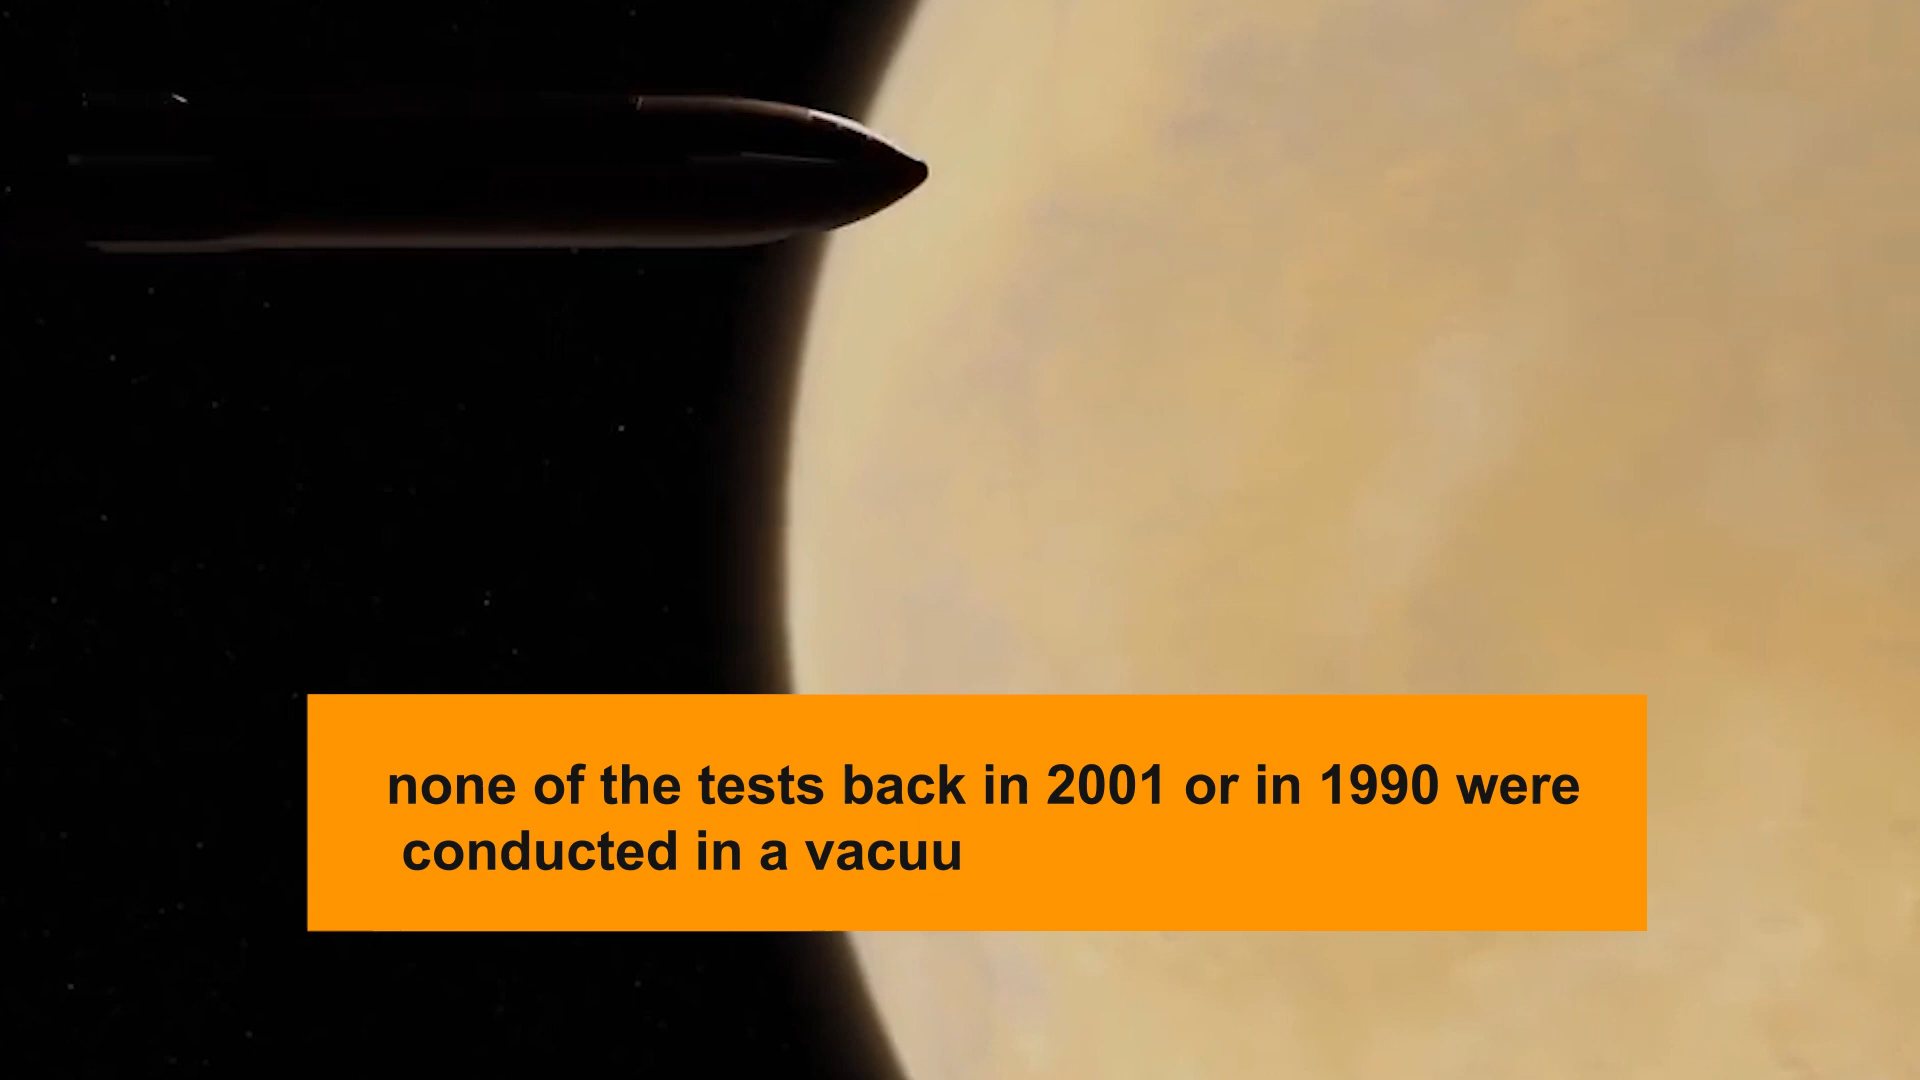 none of the tests back in 2001 or in 1990 were
conducted in a vacuu